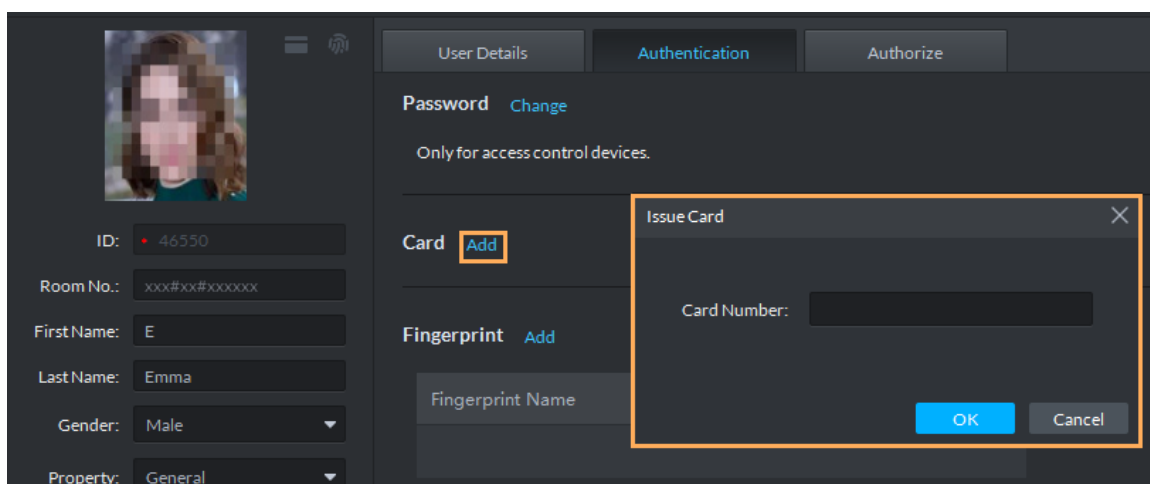 User Details
Authentication
Authorize
Password Change
Only for access control devices.
Issue Card
ID: • 46550
Card Add
Room No.: xxx#xx#xxxxxx
Card Number:
First Name: E
Fingerprint Add
Last Name: Emma
Fingerprint Name
Gender: Male
OK
Cancel
Property: General